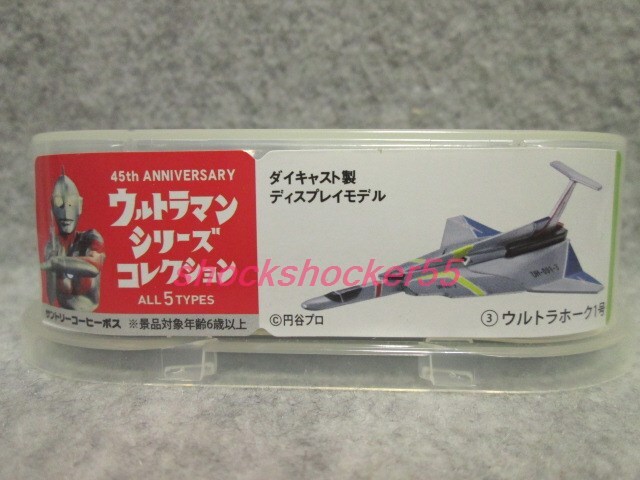 45th ANNIVERSARY
ウルトラマン
シリーズ
コレクション
ALL 5 TYPES
サントリーコーヒーボス ※景品対象年齢6歳以上
ダイキャスト製
ディスプレイモデル
©円谷プロ
③ウルトラホーク1号
shockshocker55